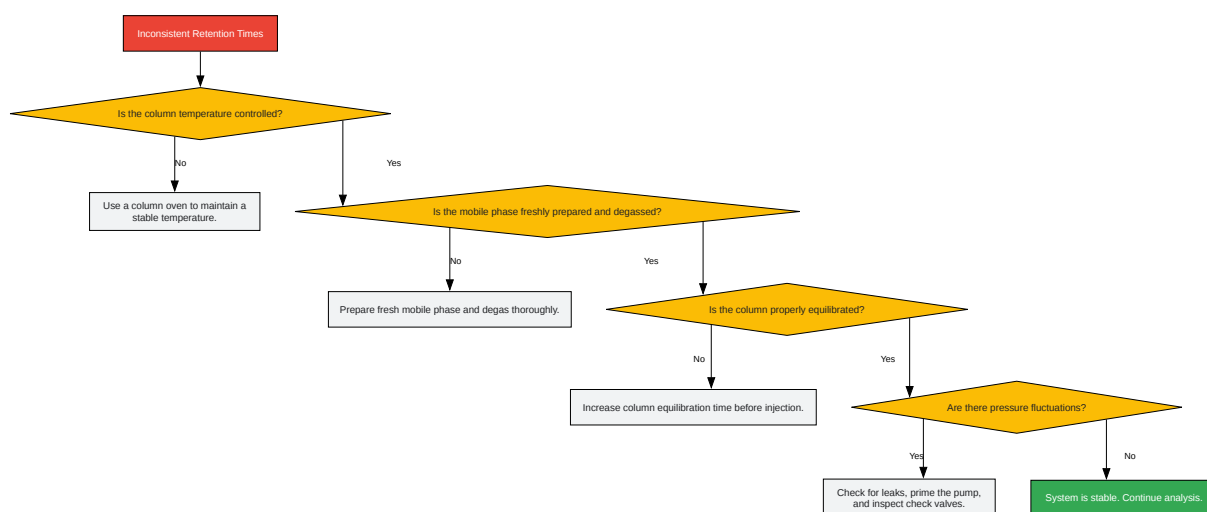 Inconsistent Retention Times
Is the column temperature controlled?
No
Yes
Use a column oven to maintain a
stable temperature.
Is the mobile phase freshly prepared and degassed?
No
Yes
Prepare fresh mobile phase and degas thoroughly.
Is the column properly equilibrated?
No
Yes
Increase column equilibration time before injection.
Are there pressure fluctuations?
Yes
No
Check for leaks, prime the pump,
and inspect check valves.
System is stable. Continue analysis.